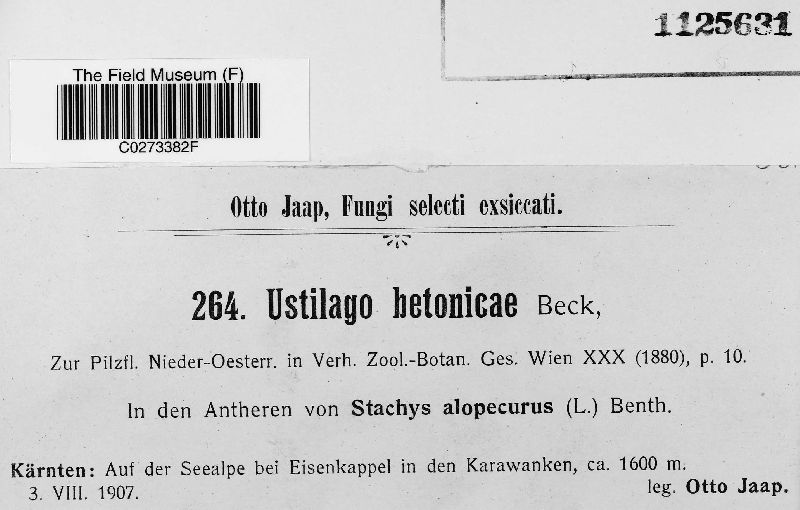 1125631
The Field Museum (F)
C0273382F
Otto Jaap, Fungi selecti exsiccati.
264. Ustilago betonicae Beck,
Zur Pilzfl. Nieder-Oesterr. in Verh. Zool.-Botan. Ges. Wien XXX (1880), p. 10.
In den Antheren von Stachys alopecurus (L.) Benth.
Kärnten: Auf der Seealpe bei Eisenkappel in den Karawanken, ca. 1600 m.
3. VIII. 1907. leg. Otto Jaap.